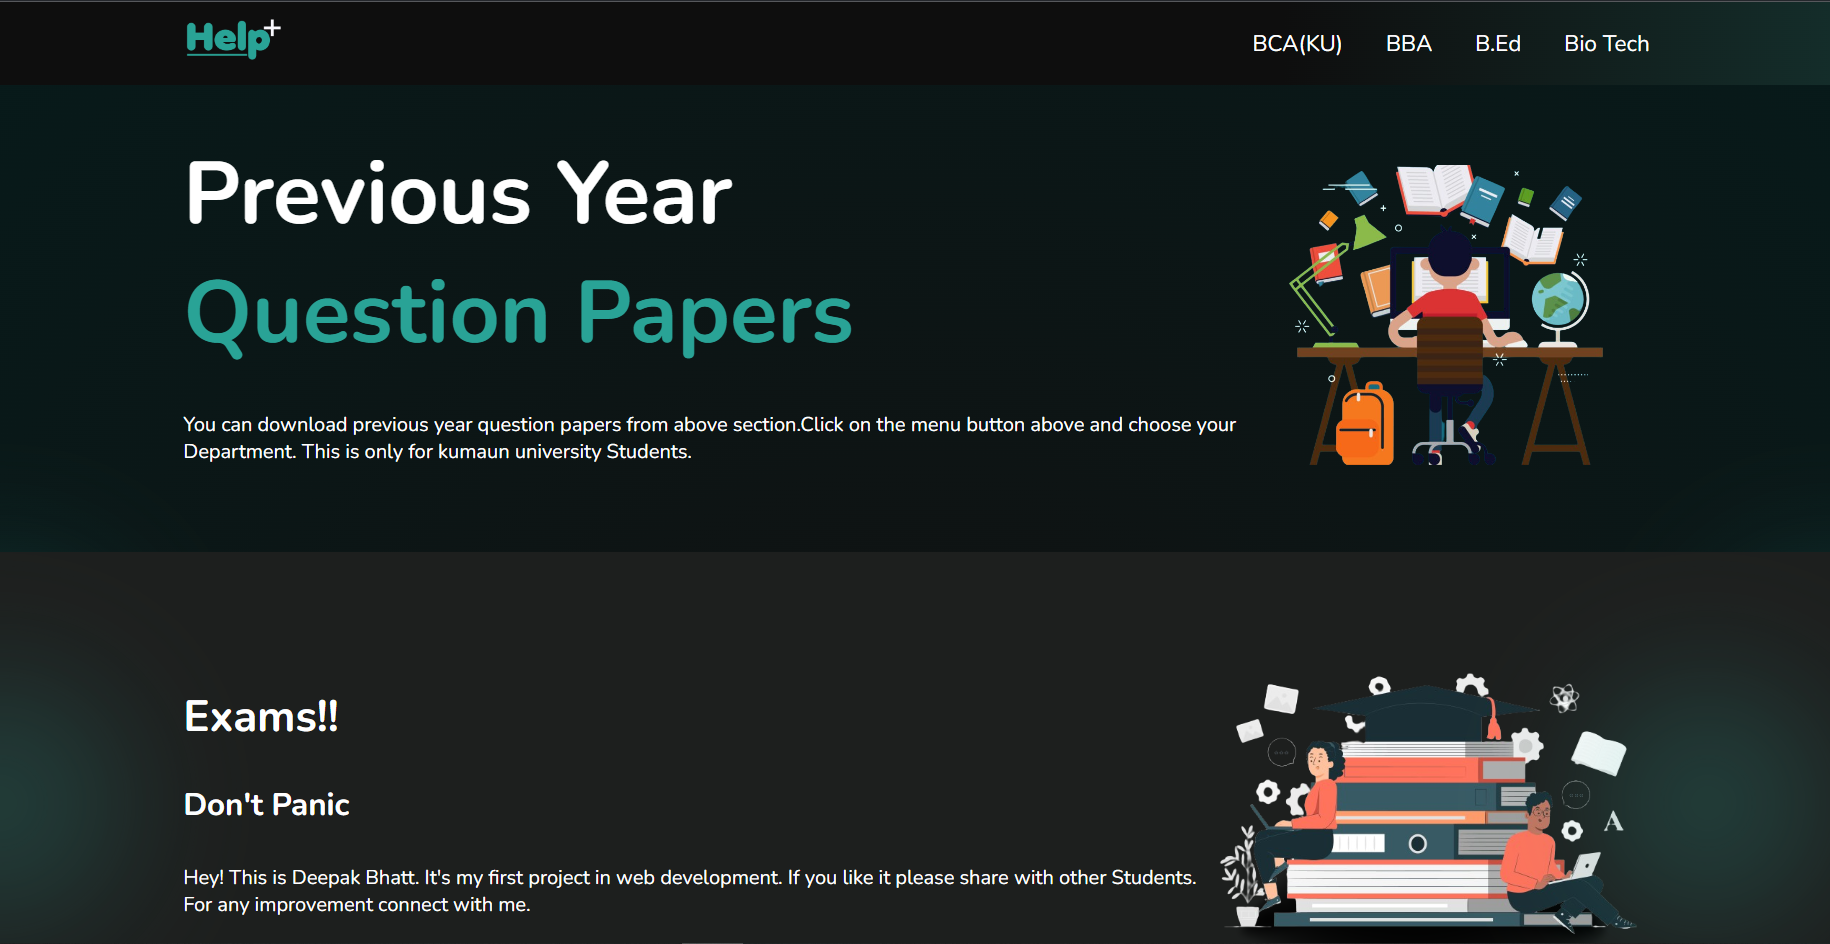 Help+
BCA(KU) BBA B.Ed Bio Tech
Previous Year
Question Papers
You can download previous year question papers from above section.Click on the menu button above and choose your
Department. This is only for kumaun university Students.
Exams!!
Don't Panic
A
Hey! This is Deepak Bhatt. It's my first project in web development. If you like it please share with other Students.
For any improvement connect with me.